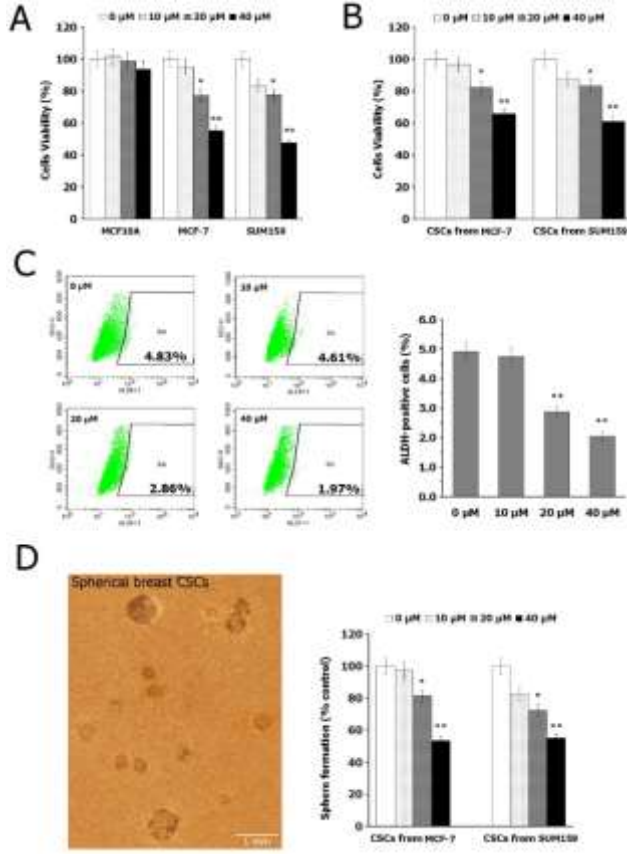 A
0 μM 10 μM 20 μM 40 μM
Cells Viability (%)
120
100
80
60
40
20
0
*
**
*
**
MCF10A MCF-7 SUM159
B
0 μM 10 μM 20 μM 40 μM
Cells Viability (%)
120
100
80
60
40
20
0
*
**
*
**
CSCs from MCF-7 CSCs from SUM159
C
0 μM
4.83%
10 μM
4.61%
20 μM
2.86%
40 μM
1.97%
ALDH-positive cells (%)
6.0
5.0
4.0
3.0
2.0
1.0
0.0
**
**
0 μM 10 μM 20 μM 40 μM
D
Spherical breast CSCs
1 mm
0 μM 10 μM 20 μM 40 μM
Sphere formation (% control)
120
100
80
60
40
20
0
*
**
*
**
CSCs from MCF-7 CSCs from SUM159